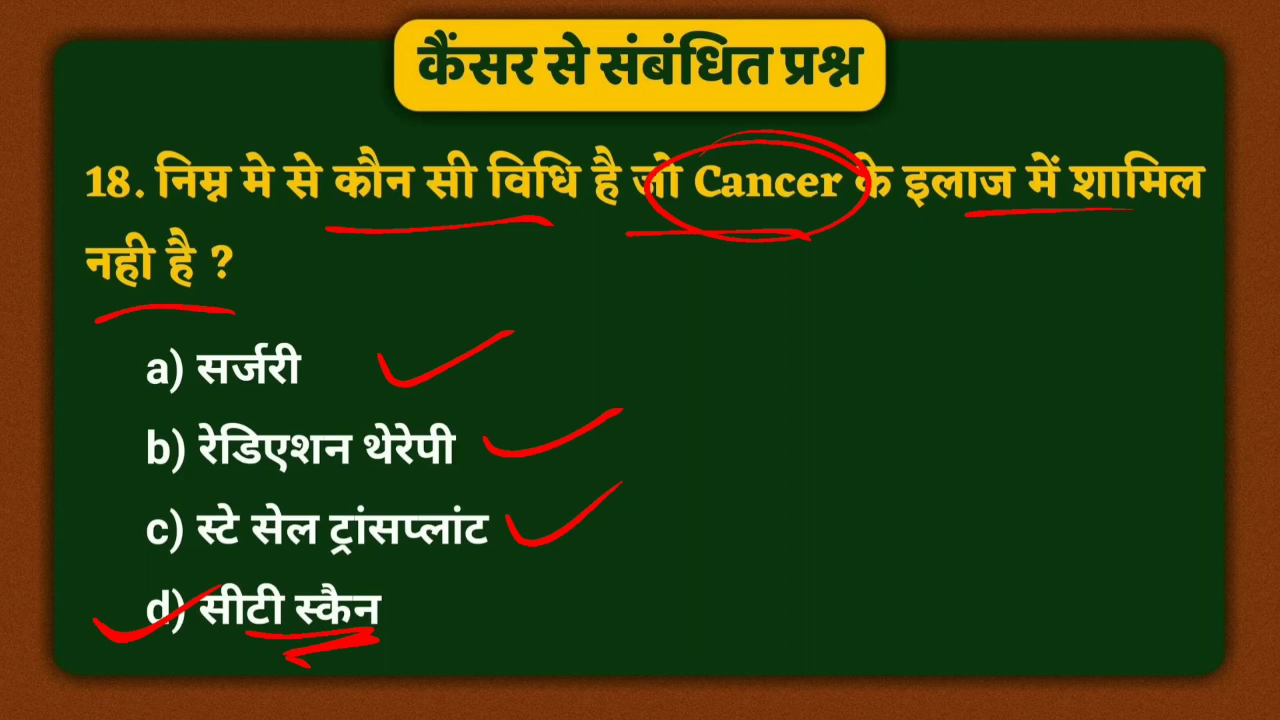 कैंसर से संबंधित प्रश्न
18. निम्न मे से कौन सी विधि है जो Cancer के इलाज में शामिल
नही है ?
a) सर्जरी
b) रेडिएशन थेरेपी
c) स्टे सेल ट्रांसप्लांट
d) सीटी स्कैन